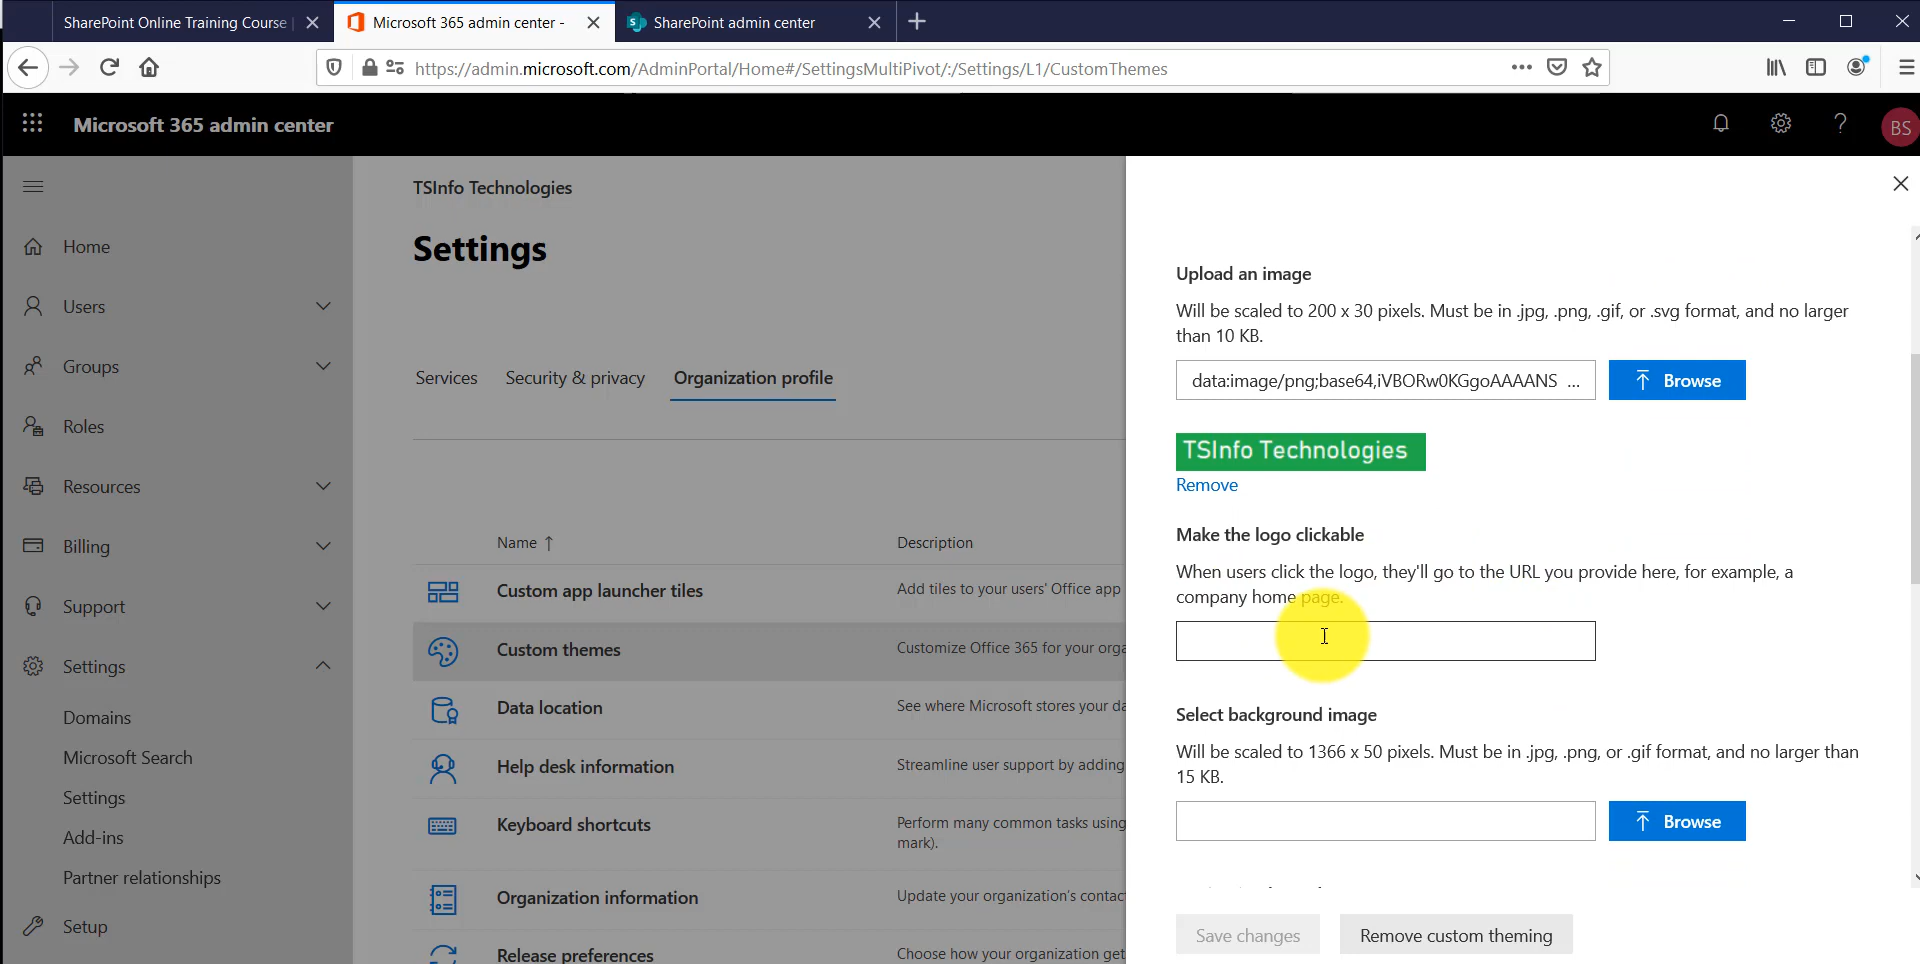 SharePoint Online Training Course
Microsoft 365 admin center -
SharePoint admin center
https://admin.microsoft.com/AdminPortal/Home#/SettingsMultiPivot/:/Settings/L1/CustomThemes
Microsoft 365 admin center
BS
Home
Users
Groups
Roles
Resources
Billing
Support
Settings
Domains
Microsoft Search
Settings
Add-ins
Partner relationships
Setup
TSInfo Technologies
Settings
Services Security & privacy Organization profile
Name ↑ Description
Custom app launcher tiles Add tiles to your users' Office app
Custom themes Customize Office 365 for your orga
Data location See where Microsoft stores your da
Help desk information Streamline user support by adding
Keyboard shortcuts Perform many common tasks using
mark).
Organization information Update your organization's contac
Release preferences Choose how your organization get
Upload an image
Will be scaled to 200 x 30 pixels. Must be in .jpg, .png, .gif, or .svg format, and no larger
than 10 KB.
data:image/png;base64,iVBORw0KGgoAAAANS ... Browse
TSInfo Technologies
Remove
Make the logo clickable
When users click the logo, they'll go to the URL you provide here, for example, a
company home page.
Select background image
Will be scaled to 1366 x 50 pixels. Must be in .jpg, .png, or .gif format, and no larger than
15 KB.
Browse
Save changes Remove custom theming